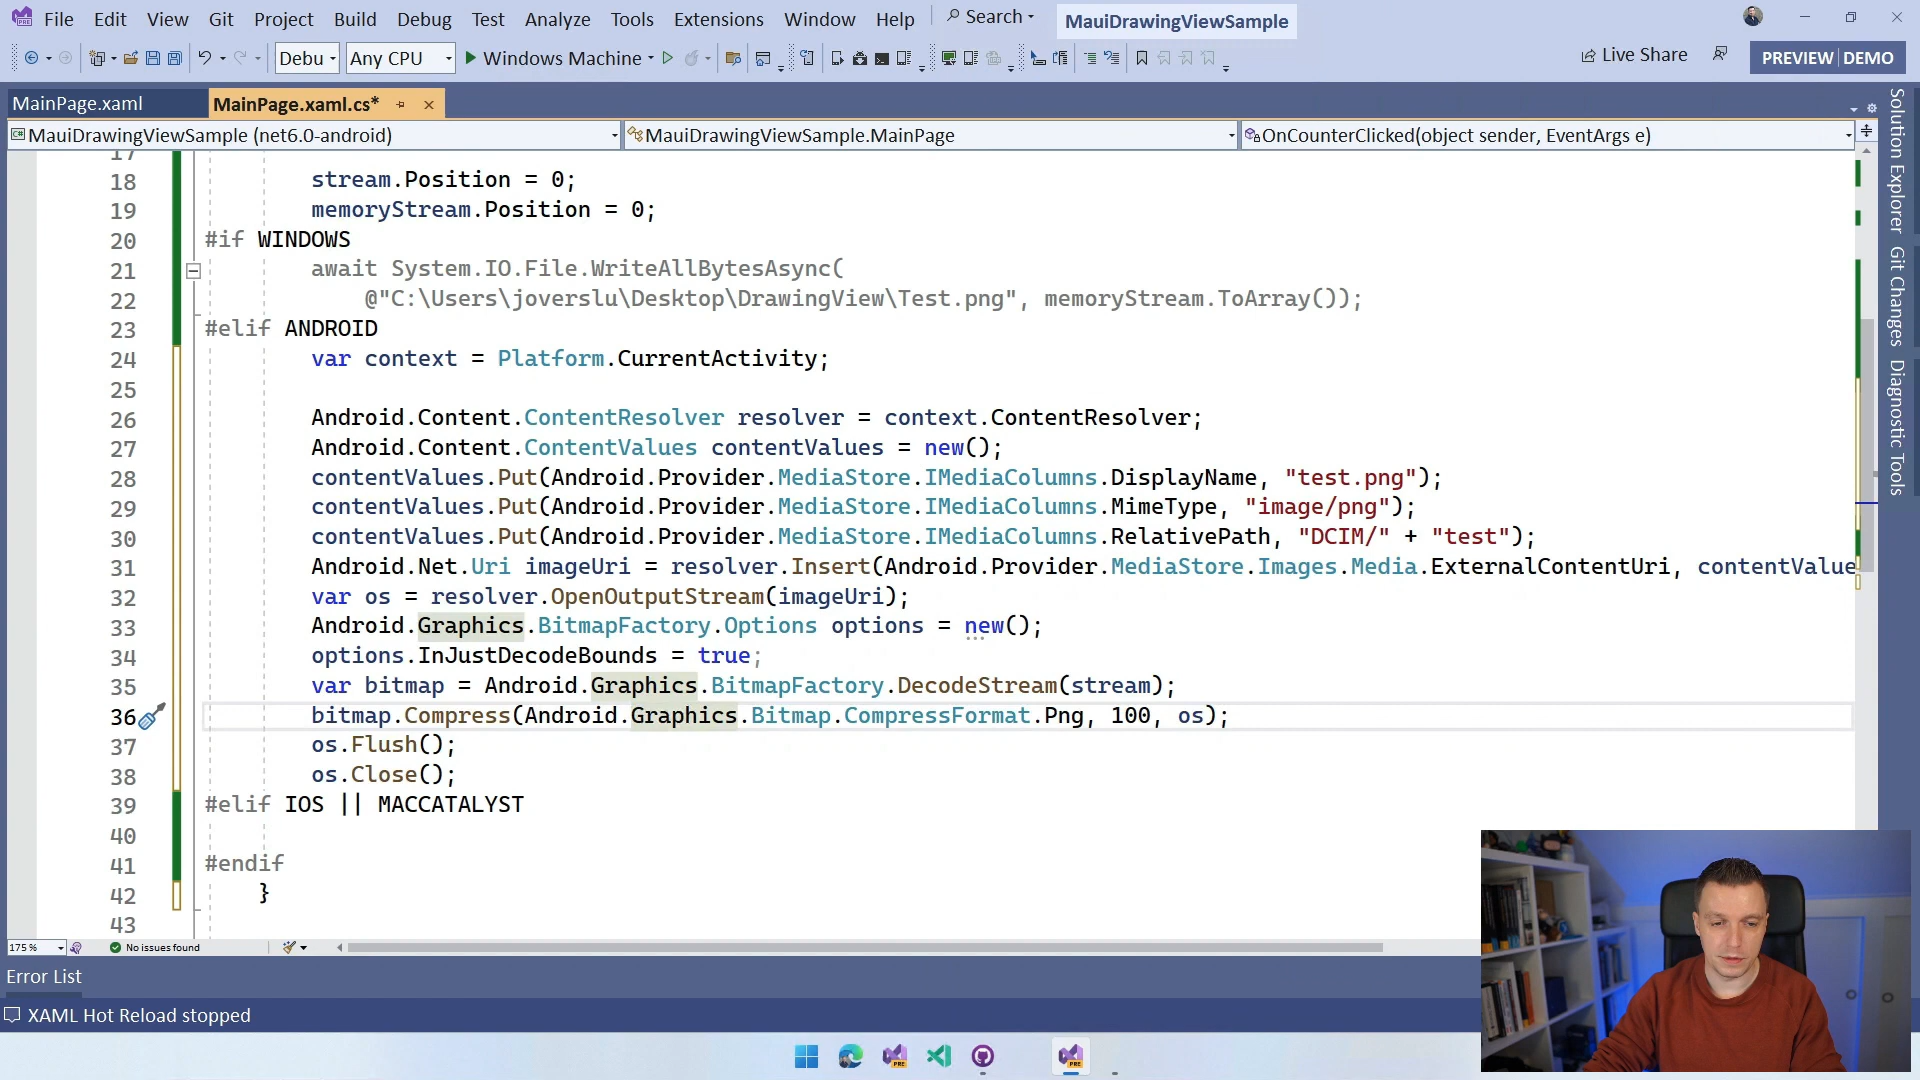 File Edit View Git Project Build Debug Test Analyze Tools Extensions Window Help Search MauiDrawingViewSample
Debu Any CPU Windows Machine Live Share PREVIEW DEMO
MainPage.xaml MainPage.xaml.cs*
MauiDrawingViewSample (net6.0-android) MauiDrawingViewSample.MainPage OnCounterClicked(object sender, EventArgs e)
17
18 stream.Position = 0;
19 memoryStream.Position = 0;
20 #if WINDOWS
21 await System.IO.File.WriteAllBytesAsync(
22 @"C:\Users\joverslu\Desktop\DrawingView\Test.png", memoryStream.ToArray());
23 #elif ANDROID
24 var context = Platform.CurrentActivity;
25
26 Android.Content.ContentResolver resolver = context.ContentResolver;
27 Android.Content.ContentValues contentValues = new();
28 contentValues.Put(Android.Provider.MediaStore.IMediaColumns.DisplayName, "test.png");
29 contentValues.Put(Android.Provider.MediaStore.IMediaColumns.MimeType, "image/png");
30 contentValues.Put(Android.Provider.MediaStore.IMediaColumns.RelativePath, "DCIM/" + "test");
31 Android.Net.Uri imageUri = resolver.Insert(Android.Provider.MediaStore.Images.Media.ExternalContentUri, contentValue
32 var os = resolver.OpenOutputStream(imageUri);
33 Android.Graphics.BitmapFactory.Options options = new();
34 options.InJustDecodeBounds = true;
35 var bitmap = Android.Graphics.BitmapFactory.DecodeStream(stream);
36 bitmap.Compress(Android.Graphics.Bitmap.CompressFormat.Png, 100, os);
37 os.Flush();
38 os.Close();
39 #elif IOS || MACCATALYST
40
41 #endif
42 }
43
175 % No issues found
Error List
XAML Hot Reload stopped
Solution Explorer
Git Changes
Diagnostic Tools